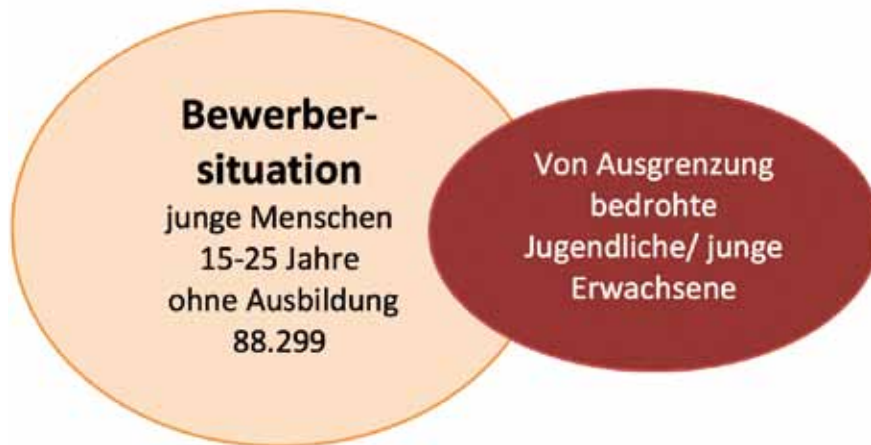 Bewerber-
situation
junge Menschen
15-25 Jahre
ohne Ausbildung
88.299
Von Ausgrenzung
bedrohte
Jugendliche/ junge
Erwachsene